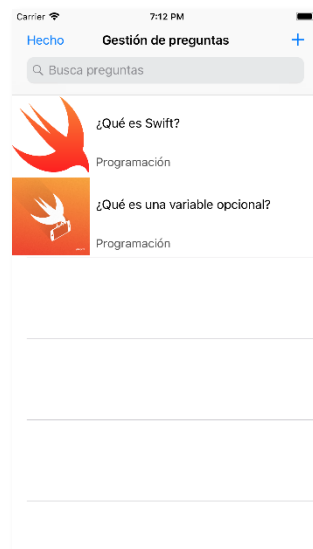 Carrier 7:12 PM
Hecho Gestión de preguntas +
Busca preguntas
¿Qué es Swift?
Programación
¿Qué es una variable opcional?
Programación